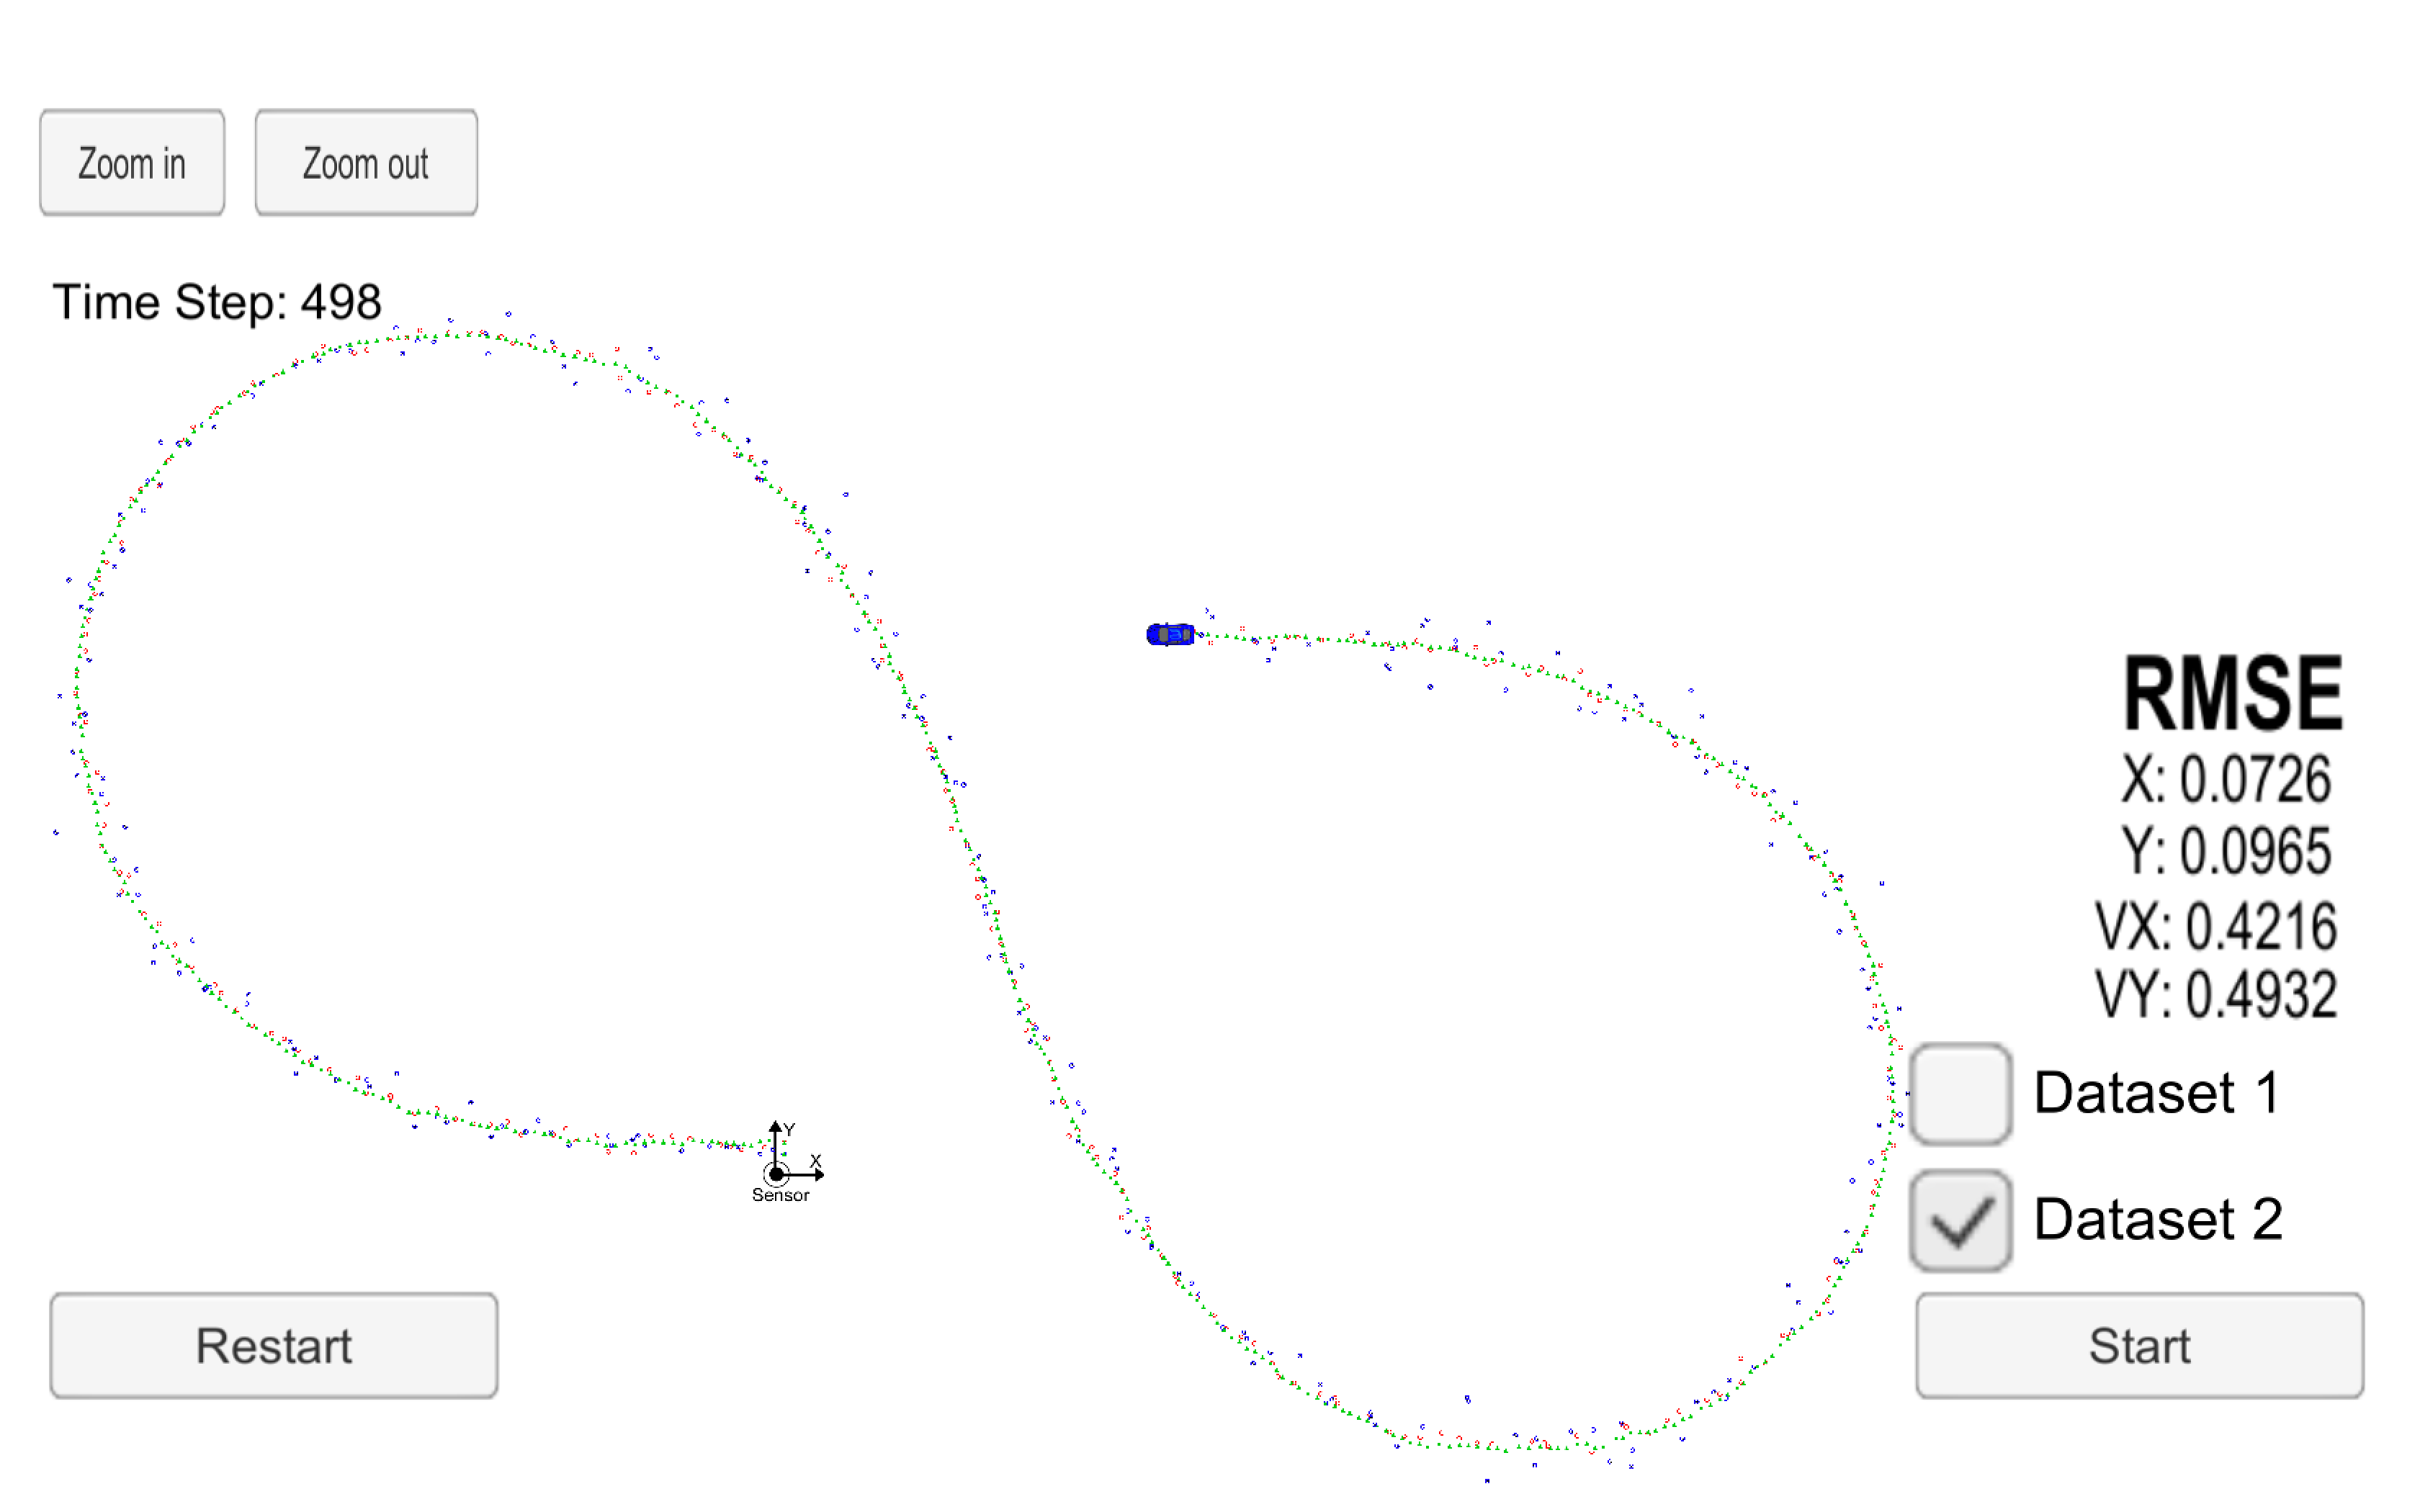 Zoom in
Zoom out
Time Step: 498
RMSE
X: 0.0726
Y: 0.0965
VX: 0.4216
VY: 0.4932
Dataset 1
Y
X
Sensor
Dataset 2
Restart
Start